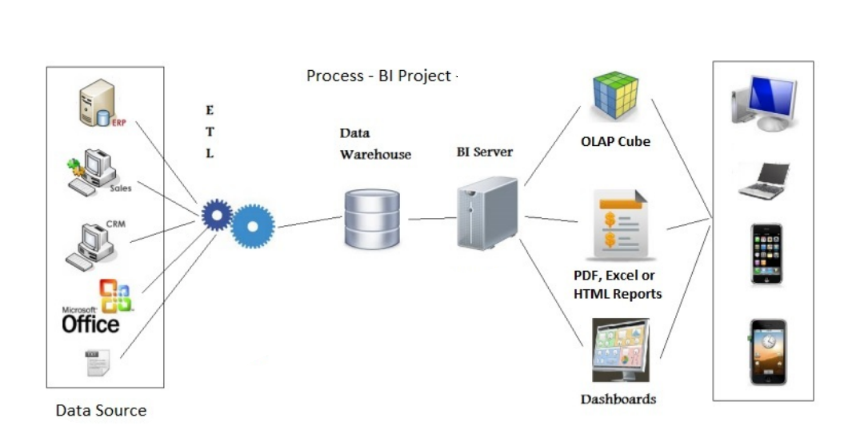 Process - BI Project -
ERP
Sales
CRM
Microsoft
Office
TXT
Data Source
E
T
L
Data
Warehouse
BI Server
OLAP Cube
PDF, Excel or
HTML Reports
Dashboards